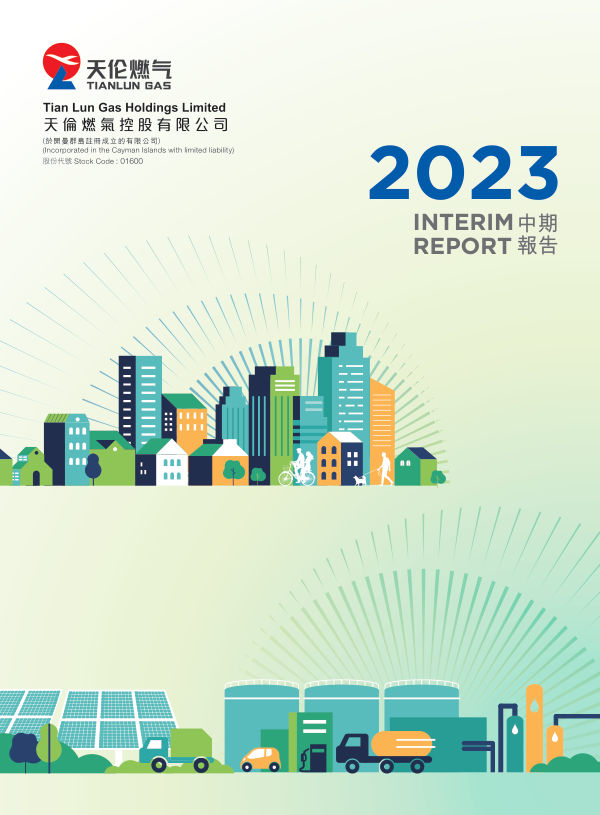 天伦燃气
TIANLUN GAS
Tian Lun Gas Holdings Limited
天倫燃氣控股有限公司
(於開曼群島註冊成立的有限公司)
(Incorporated in the Cayman Islands with limited liability)
股份代號 Stock Code : 01600
2023
INTERIM 中期
REPORT 報告